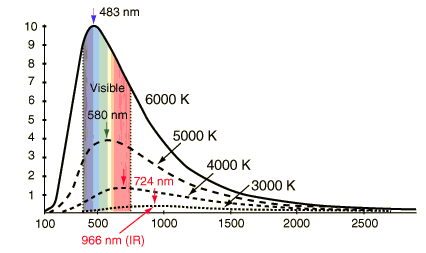 483 nm
10
9
8
7
6
5
4
3
2
1
Visible
580 nm
6000 K
5000 K
4000 K
724 nm
3000 K
100
500
1000
1500
2000
2500
966 nm (IR)